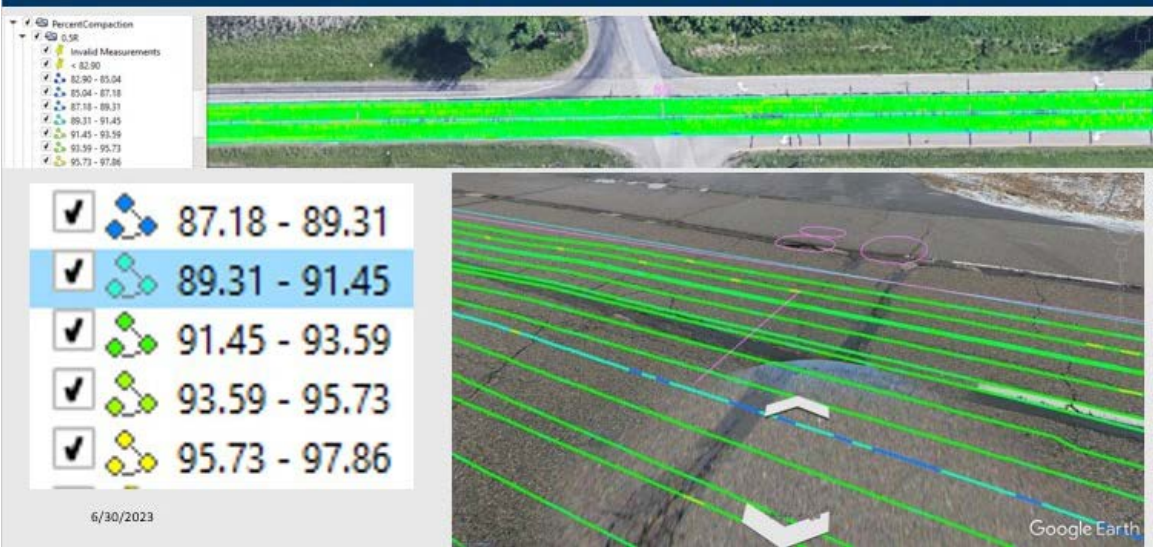 PercentCompaction
0.5R
Invalid Measurements
< 82.90
82.90 - 85.04
85.04 - 87.18
87.18 - 89.31
89.31 - 91.45
91.45 - 93.59
93.59 - 95.73
95.73 - 97.86
87.18 - 89.31
89.31 - 91.45
91.45 - 93.59
93.59 - 95.73
95.73 - 97.86
6/30/2023
Google Earth